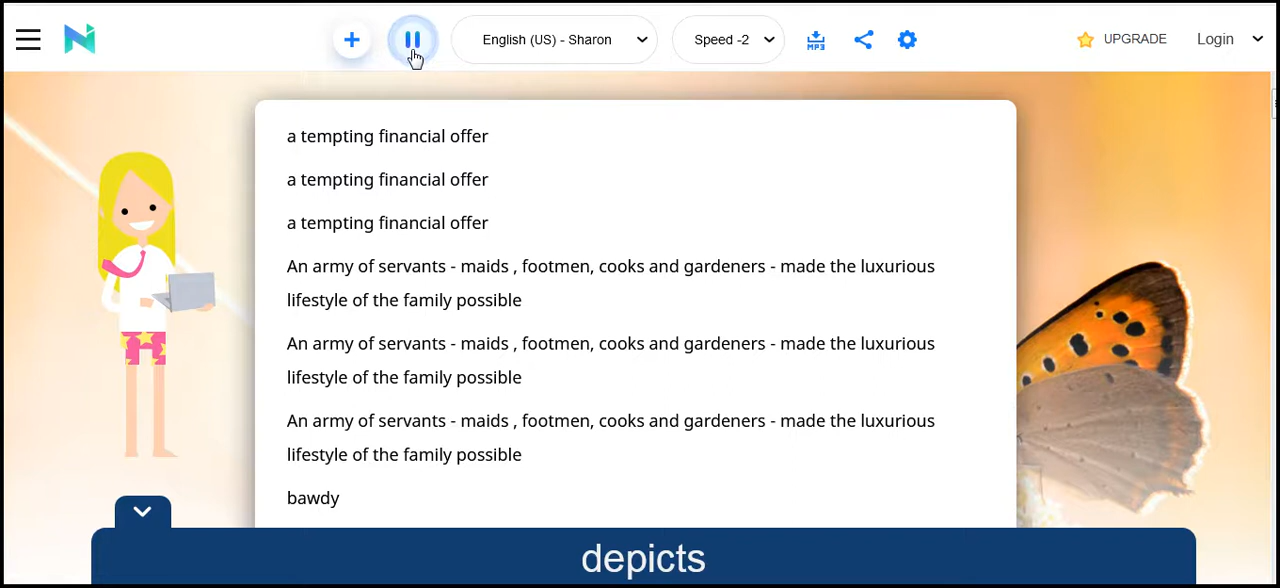 English (US) - Sharon
Speed -2
MP3
UPGRADE
Login
a tempting financial offer
a tempting financial offer
a tempting financial offer
An army of servants - maids , footmen, cooks and gardeners - made the luxurious
lifestyle of the family possible
An army of servants - maids , footmen, cooks and gardeners - made the luxurious
lifestyle of the family possible
An army of servants - maids , footmen, cooks and gardeners - made the luxurious
lifestyle of the family possible
bawdy
depicts